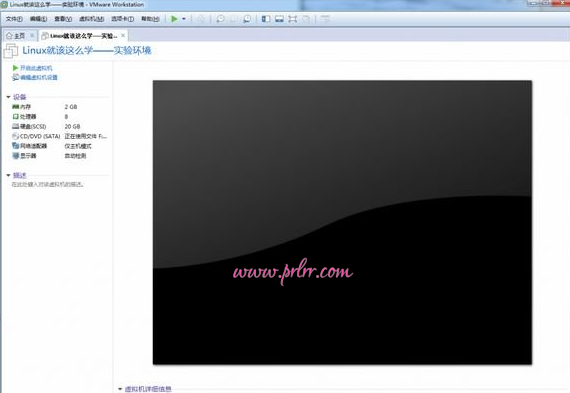 Linux就该这么学——实验环境 - VMware Workstation
文件(F) 编辑(E) 查看(V) 虚拟机(M) 选项卡(T) 帮助(H)
主页 Linux就该这么学——实验...
Linux就该这么学——实验环境
开启此虚拟机
编辑虚拟机设置
设备
内存 2 GB
处理器 8
硬盘(SCSI) 20 GB
CD/DVD (SATA) 正在使用文件 Fi...
网络适配器 仅主机模式
显示器 自动检测
描述
在此处键入对该虚拟机的描述。
www.prlrr.com
虚拟机详细信息